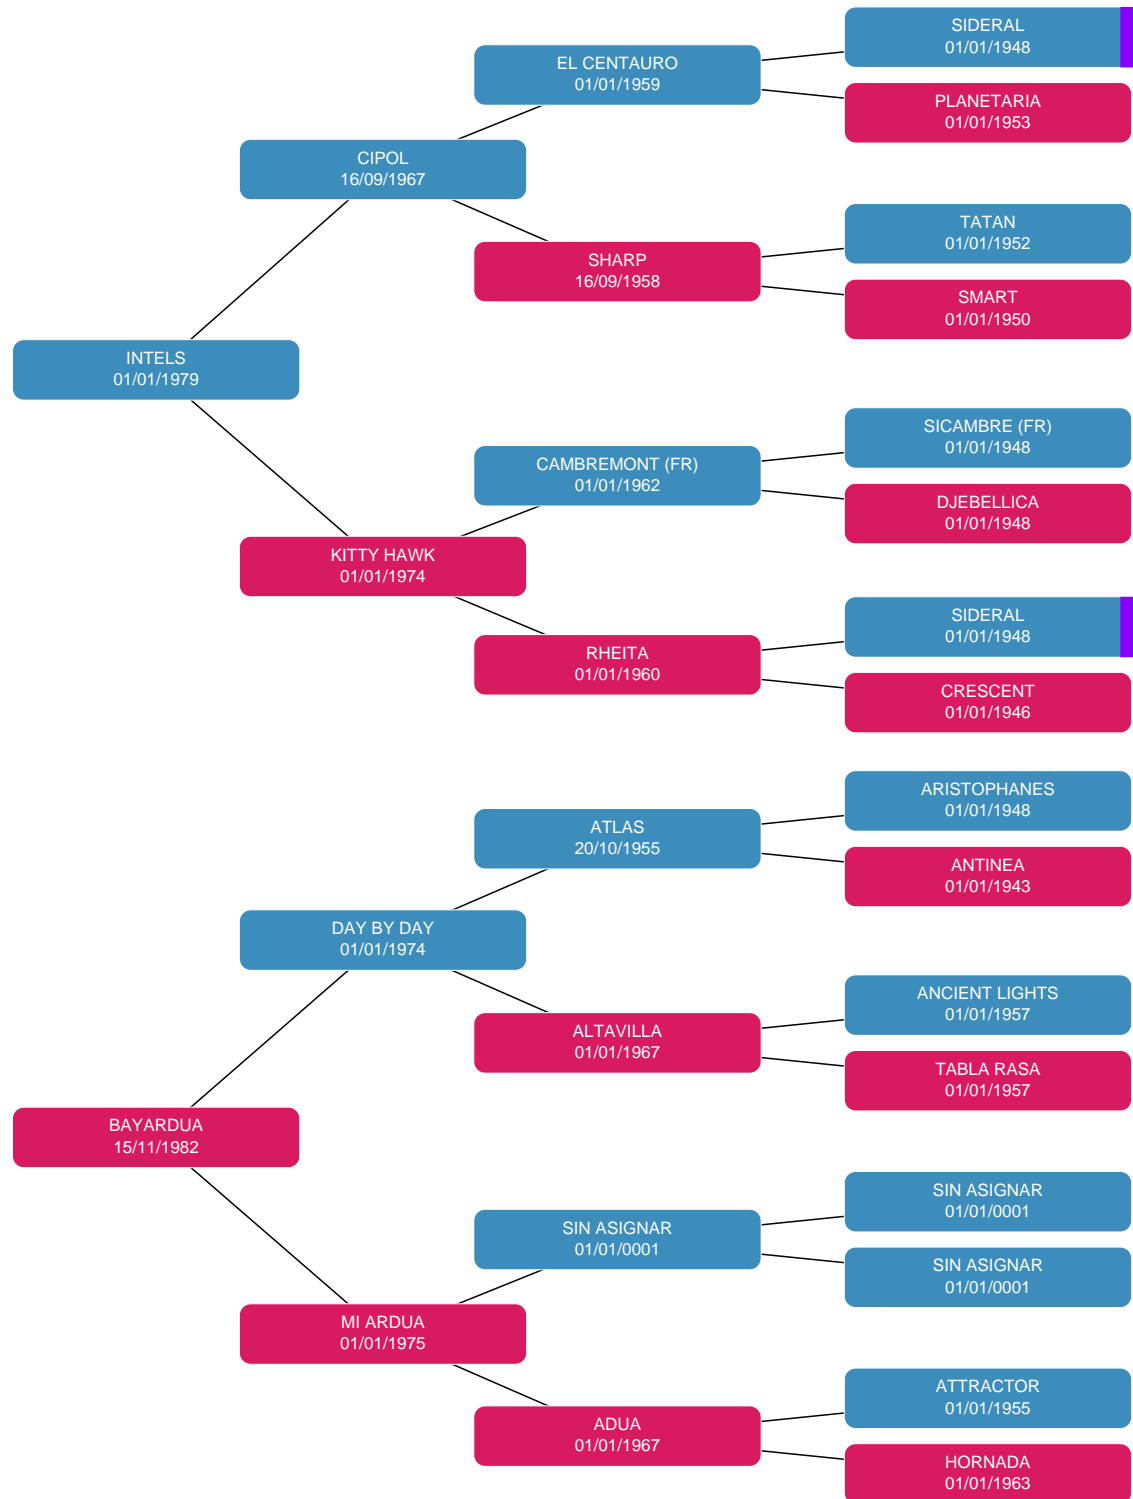 SIDERAL
01/01/1948
EL CENTAURO
01/01/1959
PLANETARIA
01/01/1953
CIPOL
16/09/1967
TATAN
01/01/1952
SHARP
16/09/1958
SMART
01/01/1950
INTELS
01/01/1979
SICAMBRE (FR)
01/01/1948
CAMBREMONT (FR)
01/01/1962
DJEBELLICA
01/01/1948
KITTY HAWK
01/01/1974
SIDERAL
01/01/1948
RHEITA
01/01/1960
CRESCENT
01/01/1946
ARISTOPHANES
01/01/1948
ATLAS
20/10/1955
ANTINEA
01/01/1943
DAY BY DAY
01/01/1974
ANCIENT LIGHTS
01/01/1957
ALTAVILLA
01/01/1967
TABLA RASA
01/01/1957
BAYARDUA
15/11/1982
SIN ASIGNAR
01/01/0001
SIN ASIGNAR
01/01/0001
SIN ASIGNAR
01/01/0001
MI ARDUA
01/01/1975
ATTRACTOR
01/01/1955
ADUA
01/01/1967
HORNADA
01/01/1963